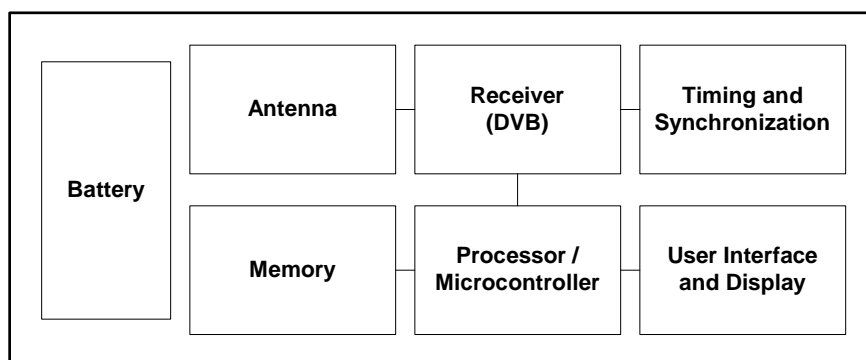 Battery
Antenna
Receiver
(DVB)
Timing and
Synchronization
Memory
Processor /
Microcontroller
User Interface
and Display